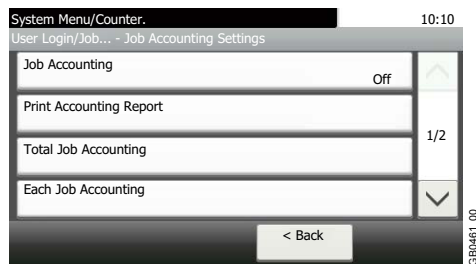 System Menu/Counter.
10:10
User Login/Job... - Job Accounting Settings
Job Accounting
Off
Print Accounting Report
1/2
Total Job Accounting
Each Job Accounting
< Back
GB0461_00